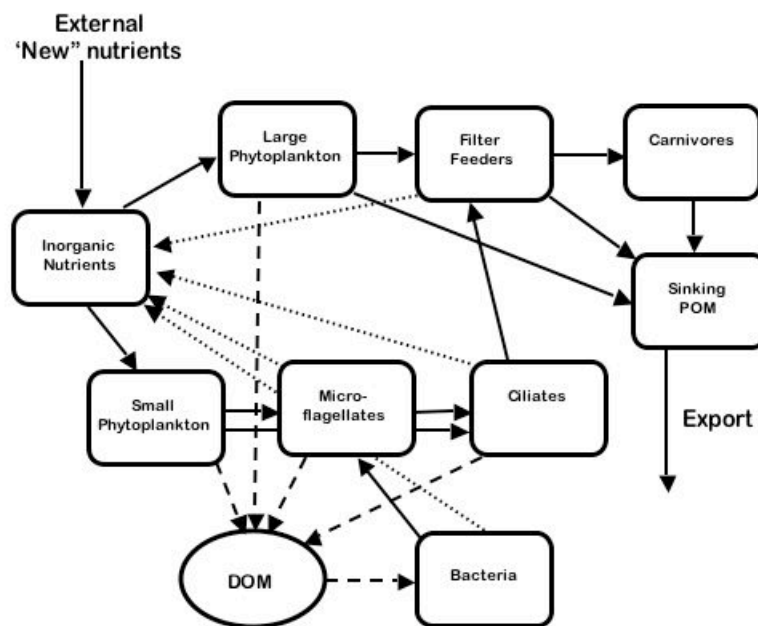 External
‘New” nutrients
Large
Phytoplankton
Filter
Feeders
Carnivores
Inorganic
Nutrients
Sinking
POM
Small
Phytoplankton
Micro-
flagellates
Ciliates
Export
DOM
Bacteria